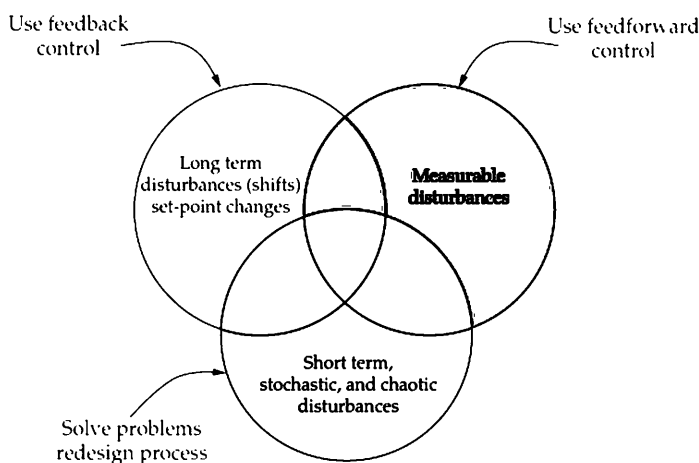 Use feedback
control
Use feedforward
control
Long term
disturbances (shifts)
set-point changes
Measurable
disturbances
Short term,
stochastic, and chaotic
disturbances
Solve problems
redesign process